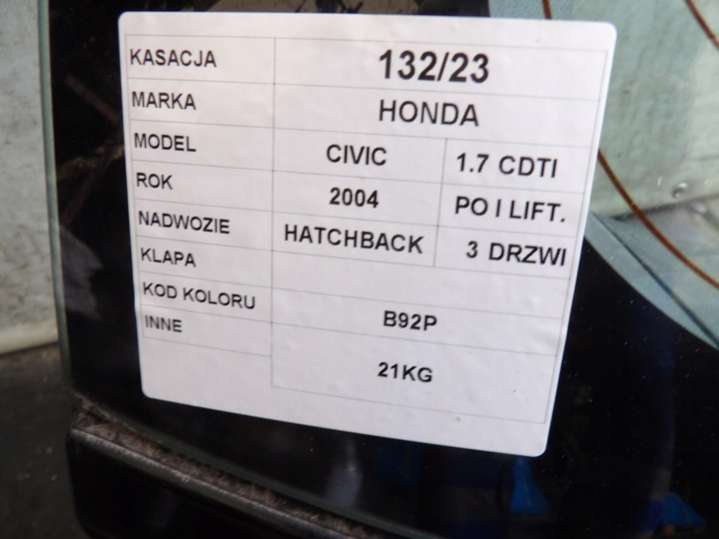 KASACJA 132/23
MARKA HONDA
MODEL CIVIC 1.7 CDTI
ROK 2004 PO I LIFT.
NADWOZIE HATCHBACK 3 DRZWI
KLAPA
KOD KOLORU B92P
INNE 21KG